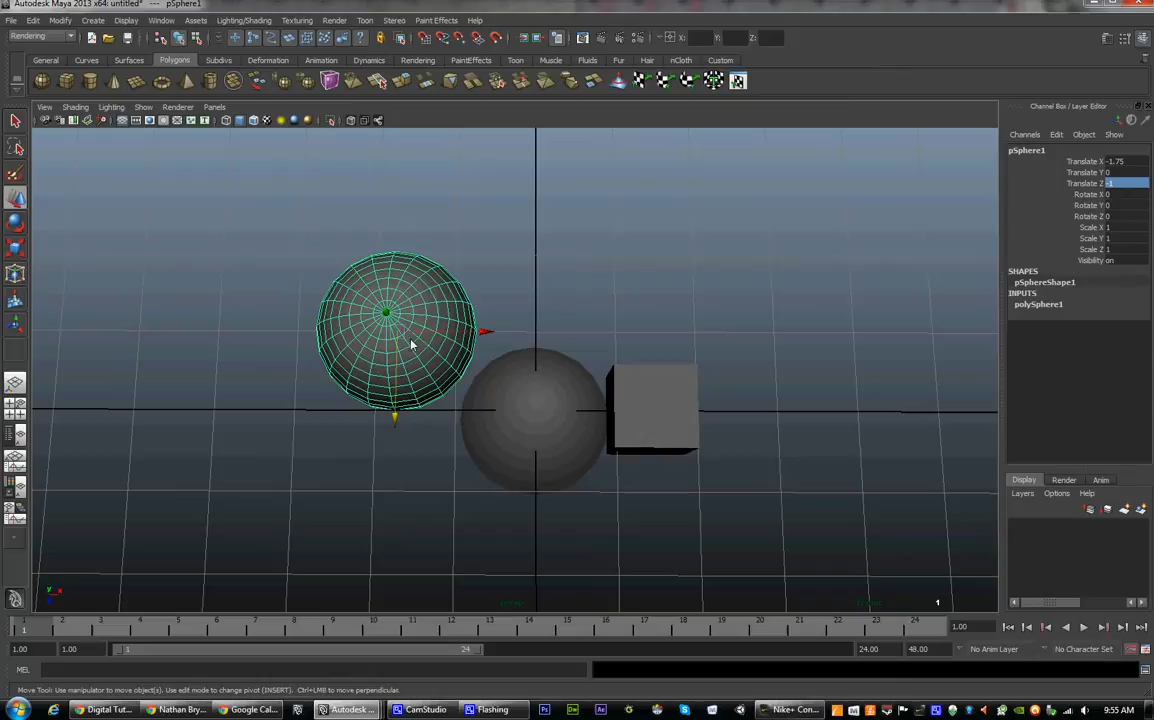 Autodesk Maya 2013 x64: untitled* --- pSphere1
File Edit Modify Create Display Window Assets Lighting/Shading Texturing Render Toon Stereo Paint Effects Help
Rendering X: Y: Z:
General Curves Surfaces Polygons Subdivs Deformation Animation Dynamics Rendering PaintEffects Toon Muscle Fluids Fur Hair nCloth Custom
View Shading Lighting Show Renderer Panels
Channel Box / Layer Editor
Channels Edit Object Show
pSphere1
Translate X -1.75
Translate Y 0
Translate Z -1
Rotate X 0
Rotate Y 0
Rotate Z 0
Scale X 1
Scale Y 1
Scale Z 1
Visibility on
SHAPES
pSphereShape1
INPUTS
polySphere1
Display Render Anim
Layers Options Help
y x
1
1 2 3 4 5 6 7 8 9 10 11 12 13 14 15 16 17 18 19 20 21 22 23 24
1
1.00
1.00 1.00 1 24 24.00 48.00 No Anim Layer No Character Set
MEL
Move Tool: Use manipulator to move object(s). Use edit mode to change pivot (INSERT). Ctrl+LMB to move perpendicular.
Digital Tut... Nathan Bry... Google Cal... Autodesk ... CamStudio Flashing Nike+ Con... 9:55 AM